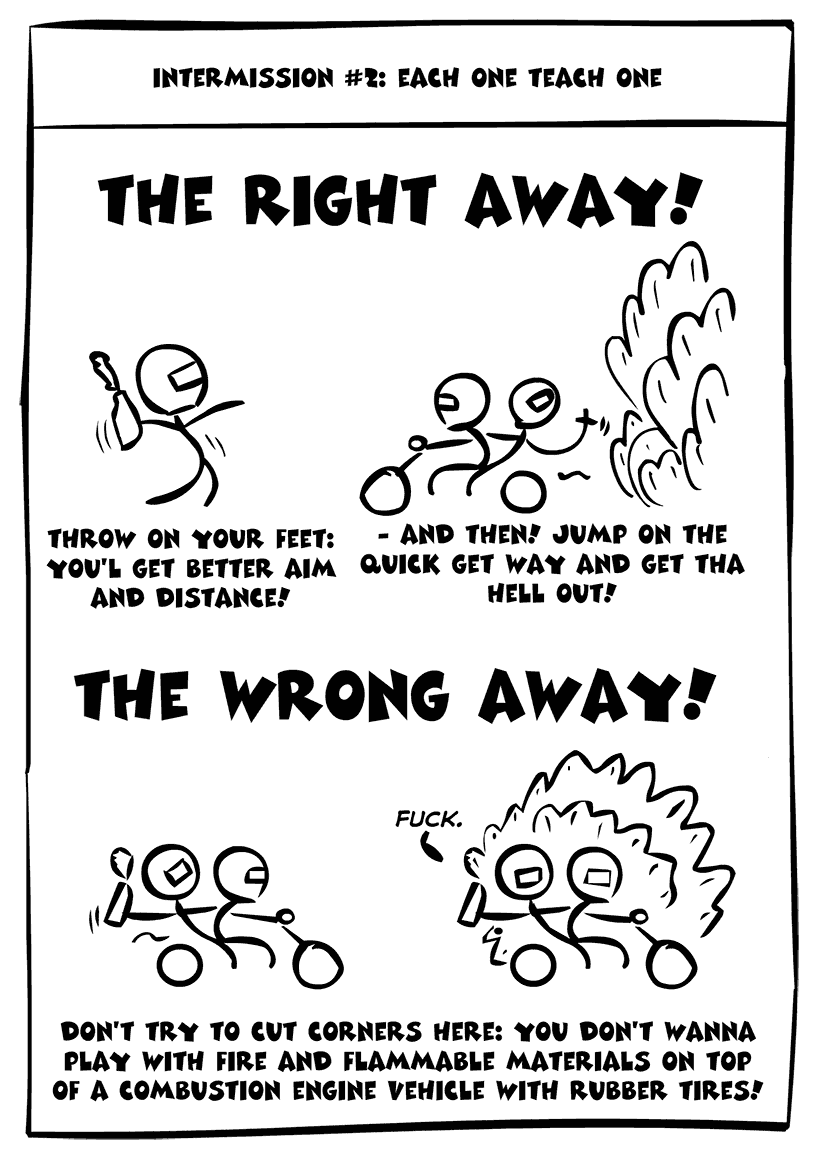 INTERMISSION #2: EACH ONE TEACH ONE
THE RIGHT AWAY!
THROW ON YOUR FEET:
YOU'L GET BETTER AIM
AND DISTANCE!
- AND THEN! JUMP ON THE
QUICK GET WAY AND GET THA
HELL OUT!
THE WRONG AWAY!
FUCK.
DON'T TRY TO CUT CORNERS HERE: YOU DON'T WANNA
PLAY WITH FIRE AND FLAMMABLE MATERIALS ON TOP
OF A COMBUSTION ENGINE VEHICLE WITH RUBBER TIRES!